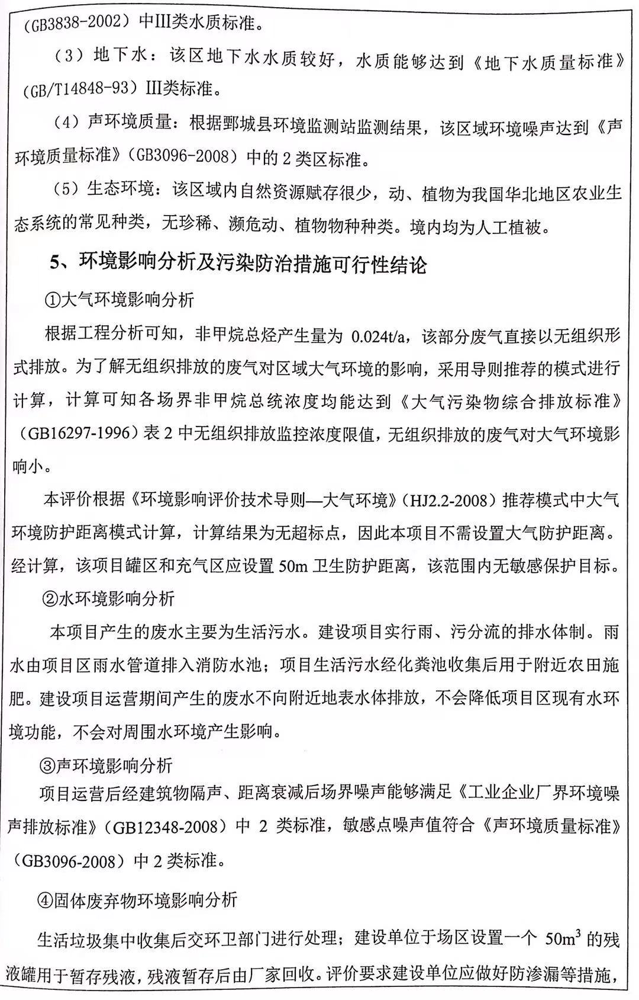 （GB3838-2002）中Ⅲ类水质标准。
（3）地下水：该区地下水水质较好，水质能够达到《地下水质量标准》
（GB/T14848-93）Ⅲ类标准。
（4）声环境质量：根据鄄城县环境监测站监测结果，该区域环境噪声达到《声
环境质量标准》（GB3096-2008）中的2类区标准。
（5）生态环境：该区域内自然资源赋存很少，动、植物为我国华北地区农业生
态系统的常见种类，无珍稀、濒危动、植物物种种类。境内均为人工植被。
5、环境影响分析及污染防治措施可行性结论
①大气环境影响分析
根据工程分析可知，非甲烷总烃产生量为 0.024t/a，该部分废气直接以无组织形
式排放。为了解无组织排放的废气对区域大气环境的影响，采用导则推荐的模式进行
计算，计算可知各场界非甲烷总统浓度均能达到《大气污染物综合排放标准》
（GB16297-1996）表2中无组织排放监控浓度限值，无组织排放的废气对大气环境影
响小。
本评价根据《环境影响评价技术导则—大气环境》（HJ2.2-2008）推荐模式中大气
环境防护距离模式计算，计算结果为无超标点，因此本项目不需设置大气防护距离。
经计算，该项目罐区和充气区应设置50m卫生防护距离，该范围内无敏感保护目标。
②水环境影响分析
本项目产生的废水主要为生活污水。建设项目实行雨、污分流的排水体制。雨
水由项目区雨水管道排入消防水池；项目生活污水经化粪池收集后用于附近农田施
肥。建设项目运营期间产生的废水不向附近地表水体排放，不会降低项目区现有水环
境功能，不会对周围水环境产生影响。
③声环境影响分析
项目运营后经建筑物隔声、距离衰减后场界噪声能够满足《工业企业厂界环境噪
声排放标准》（GB12348-2008）中 2 类标准，敏感点噪声值符合《声环境质量标准》
（GB3096-2008）中2类标准。
④固体废弃物环境影响分析
生活垃圾集中收集后交环卫部门进行处理；建设单位于场区设置一个 50m³ 的残
液罐用于暂存残液，残液暂存后由厂家回收。评价要求建设单位应做好防渗漏等措施，